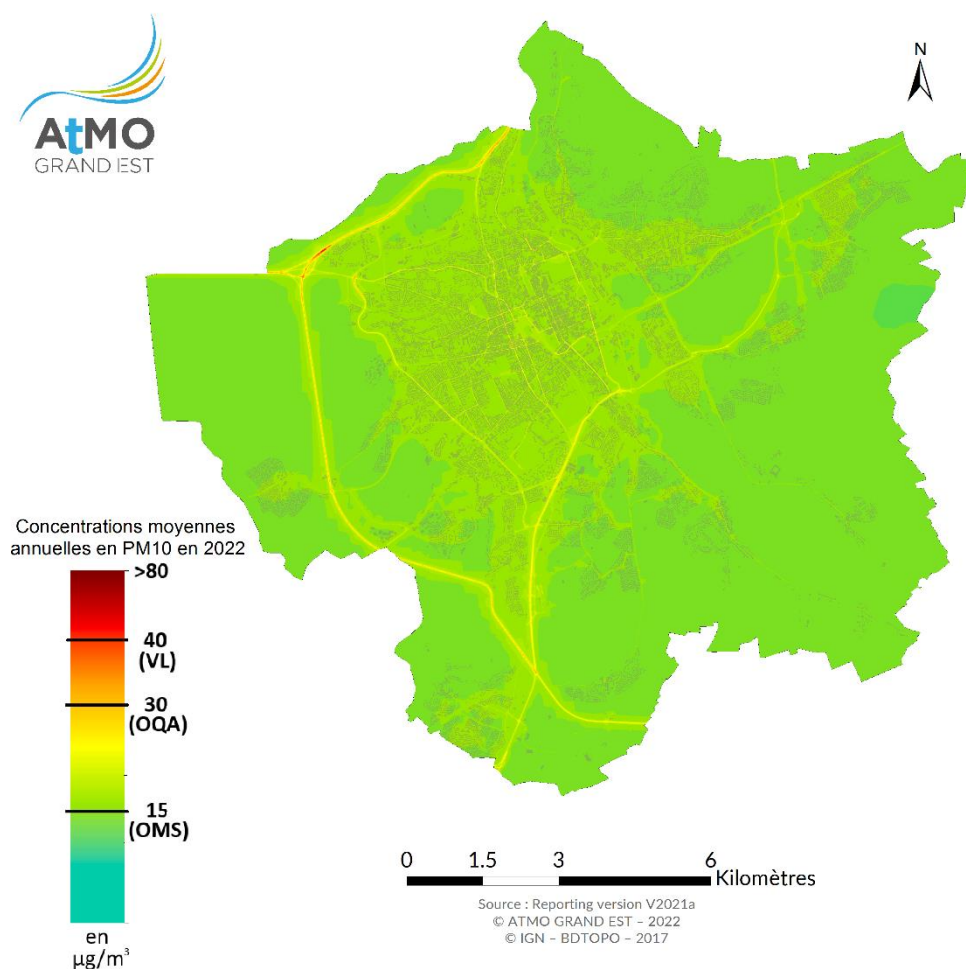 AtMO
GRAND EST
N
Concentrations moyennes
annuelles en PM10 en 2022
>80
40
(VL)
30
(OQA)
15
(OMS)
en
µg/m³
0 1.5 3 6
Kilomètres
Source : Reporting version V2021a
© ATMO GRAND EST – 2022
© IGN – BDTOPO – 2017